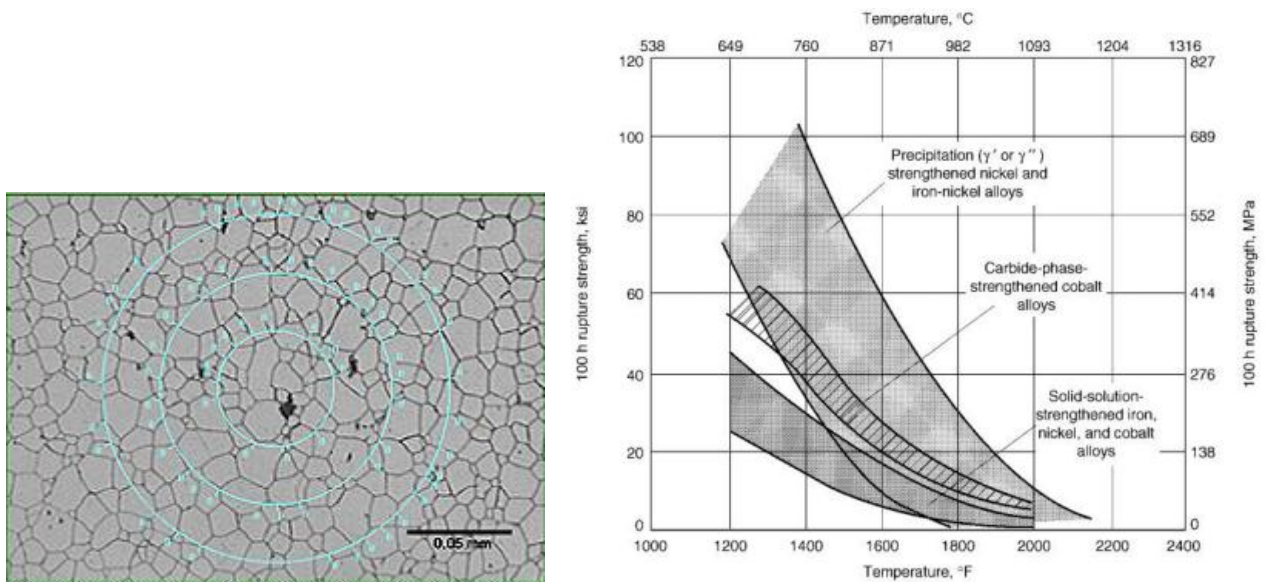 0.05 mm
Temperature, °C
538 649 760 871 982 1093 1204 1316
120 827
100 689
80 552
60 414
40 276
20 138
0 0
100 h rupture strength, ksi
100 h rupture strength, MPa
Precipitation (γ′ or γ″)
strengthened nickel and
iron-nickel alloys
Carbide-phase-
strengthened cobalt
alloys
Solid-solution-
strengthened iron,
nickel, and cobalt
alloys
1000 1200 1400 1600 1800 2000 2200 2400
Temperature, °F